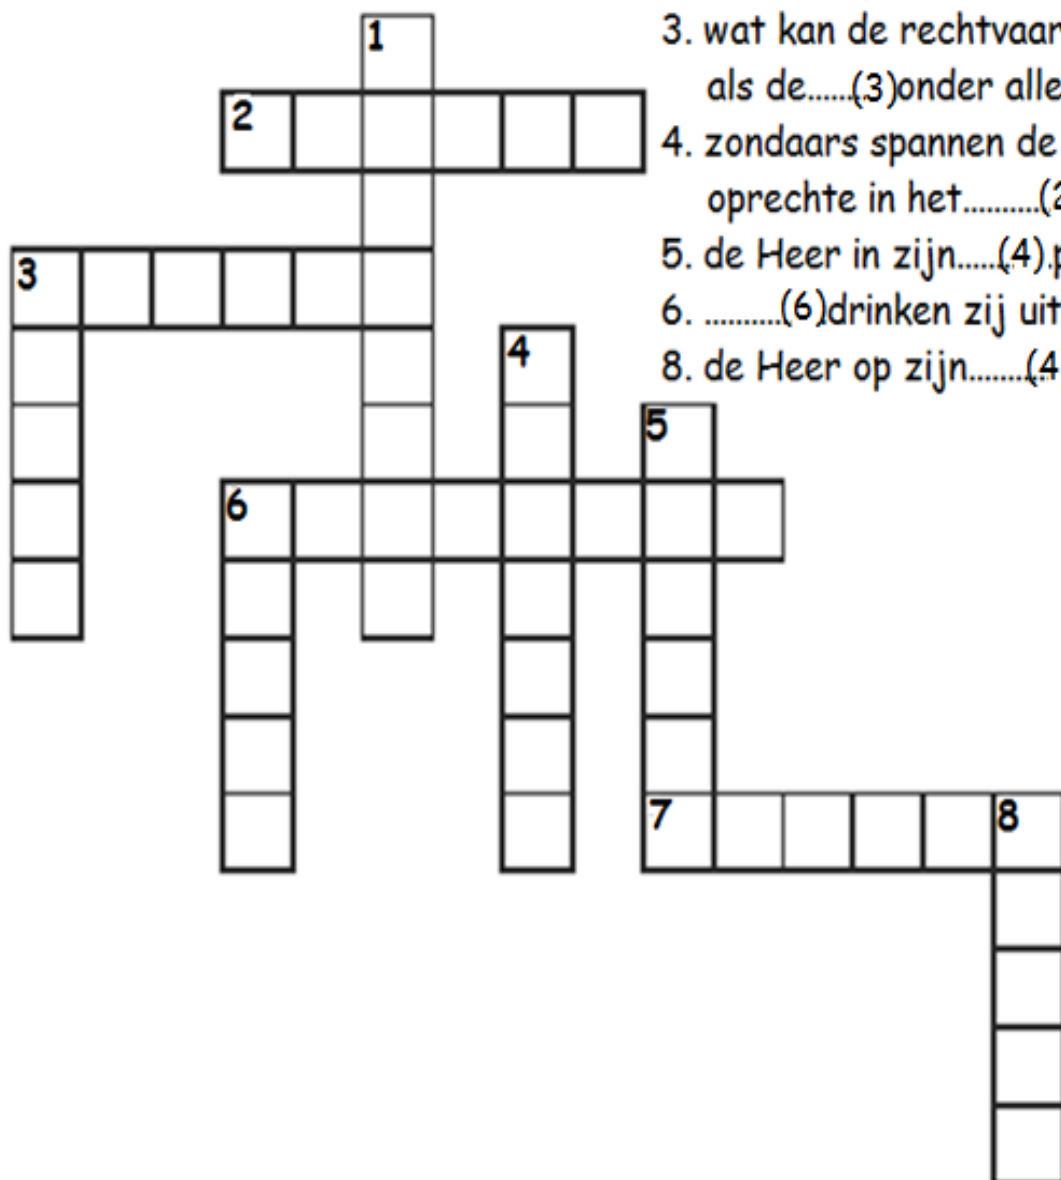 3. wat kan de rechtvaar
als de......(3)onder alle
4. zondaars spannen de
oprechte in het..........(2
5. de Heer in zijn......(4).p
6. ..........(6)drinken zij uit
8. de Heer op zijn..........(4
1
2
3
4
5
6
7
8